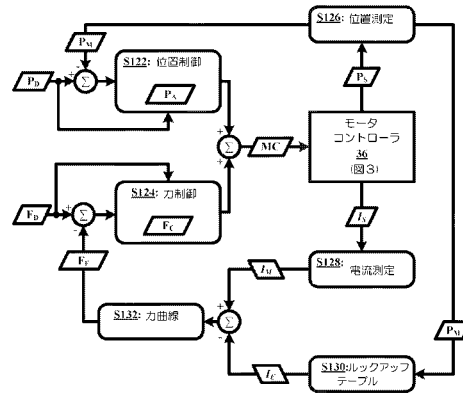 S126: 位置測定
P_M
S122: 位置制御
P_D
Σ
P_A
P_S
モータ
コントローラ
36
(図3)
Σ
MC
S124: 力制御
F_D
Σ
F_C
I_S
F_F
I_M
S128: 電流測定
S132: 力曲線
Σ
P_M
I_E
S130:ルックアップ
テーブル